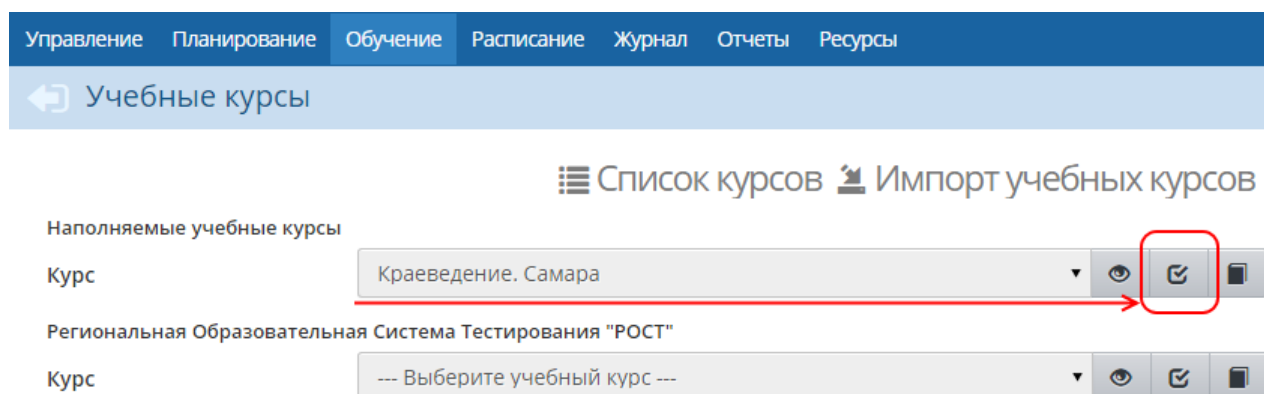 Управление Планирование Обучение Расписание Журнал Отчеты Ресурсы
Учебные курсы
Список курсов Импорт учебных курсов
Наполняемые учебные курсы
Курс Краеведение. Самара
Региональная Образовательная Система Тестирования "РОСТ"
Курс --- Выберите учебный курс ---